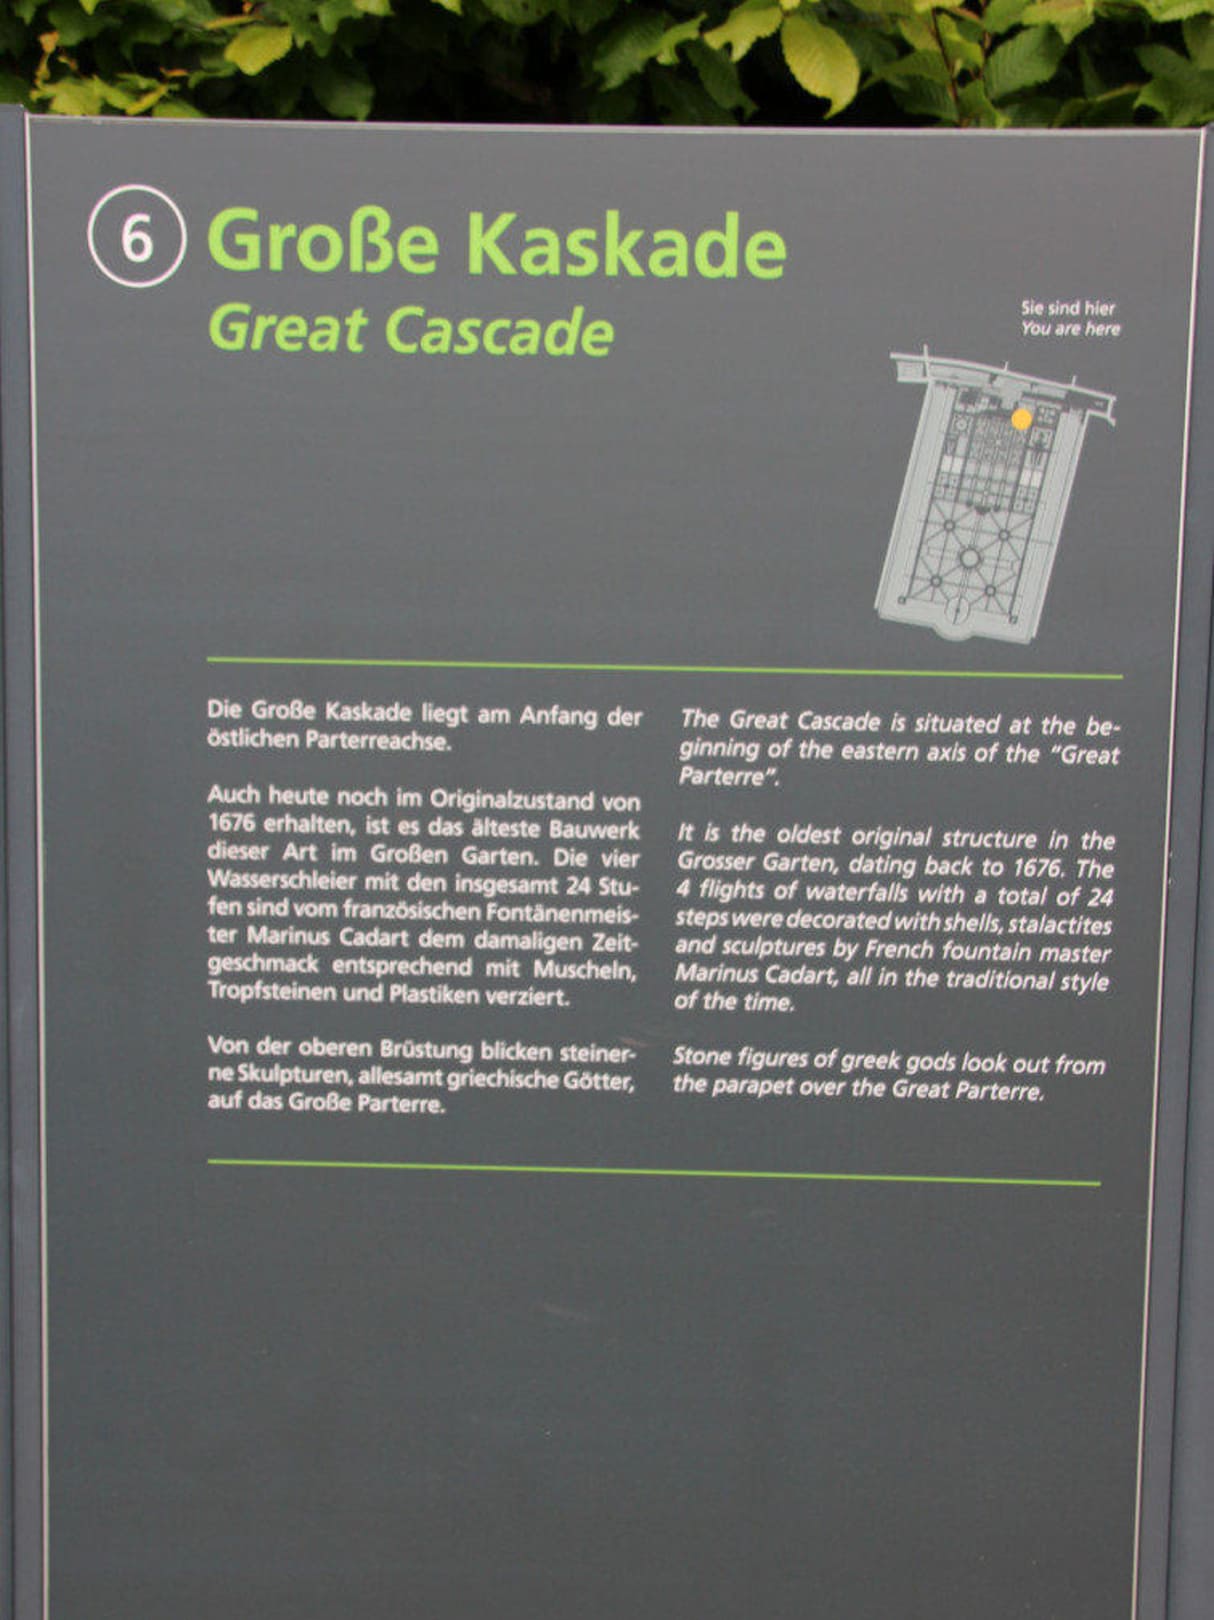 6
Große Kaskade
Great Cascade
Sie sind hier
You are here
Die Große Kaskade liegt am Anfang der
östlichen Parterreachse.
Auch heute noch im Originalzustand von
1676 erhalten, ist es das älteste Bauwerk
dieser Art im Großen Garten. Die vier
Wasserschleier mit den insgesamt 24 Stu-
fen sind vom französischen Fontänenmeis-
ter Marinus Cadart dem damaligen Zeit-
geschmack entsprechend mit Muscheln,
Tropfsteinen und Plastiken verziert.
Von der oberen Brüstung blicken steiner-
ne Skulpturen, allesamt griechische Götter,
auf das Große Parterre.
The Great Cascade is situated at the be-
ginning of the eastern axis of the "Great
Parterre".
It is the oldest original structure in the
Grosser Garten, dating back to 1676. The
4 flights of waterfalls with a total of 24
steps were decorated with shells, stalactites
and sculptures by French fountain master
Marinus Cadart, all in the traditional style
of the time.
Stone figures of greek gods look out from
the parapet over the Great Parterre.